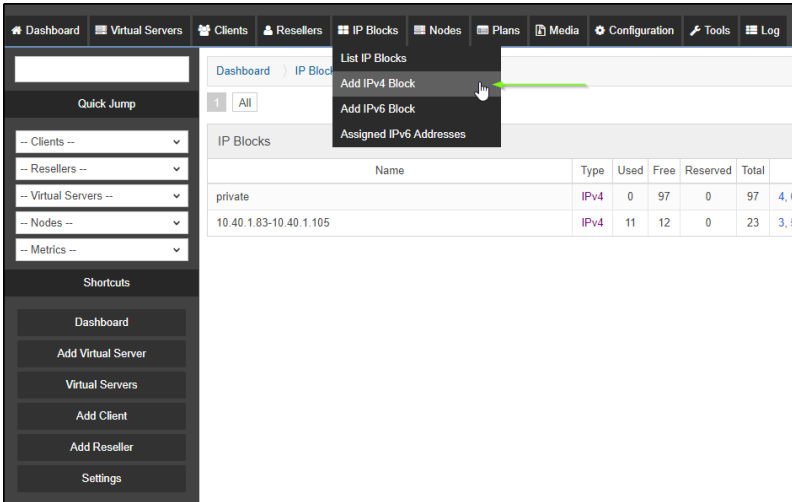 Dashboard Virtual Servers Clients Resellers IP Blocks Nodes Plans Media Configuration Tools Log
List IP Blocks
Add IPv4 Block
Add IPv6 Block
Assigned IPv6 Addresses
Quick Jump
-- Clients --
-- Resellers --
-- Virtual Servers --
-- Nodes --
-- Metrics --
Shortcuts
Dashboard
Add Virtual Server
Virtual Servers
Add Client
Add Reseller
Settings
Dashboard IP Block
1 All
IP Blocks
Name Type Used Free Reserved Total
private IPv4 0 97 0 97 4,
10.40.1.83-10.40.1.105 IPv4 11 12 0 23 3,